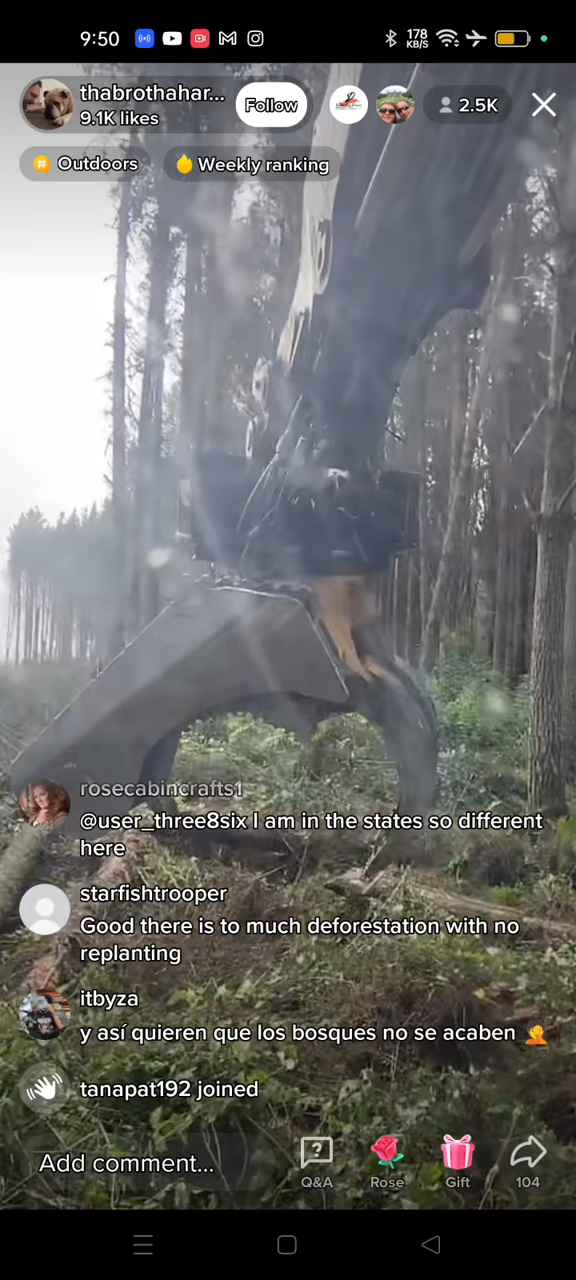 9:50
178
KB/S
thabrothahar...
9.1K likes
Follow
2.5K
Outdoors
Weekly ranking
rosecabincrafts1
@user_three8six I am in the states so different
here
starfishtrooper
Good there is to much deforestation with no
replanting
itbyza
y así quieren que los bosques no se acaben 🤦
tanapat192 joined
Add comment...
Q&A
Rose
Gift
104